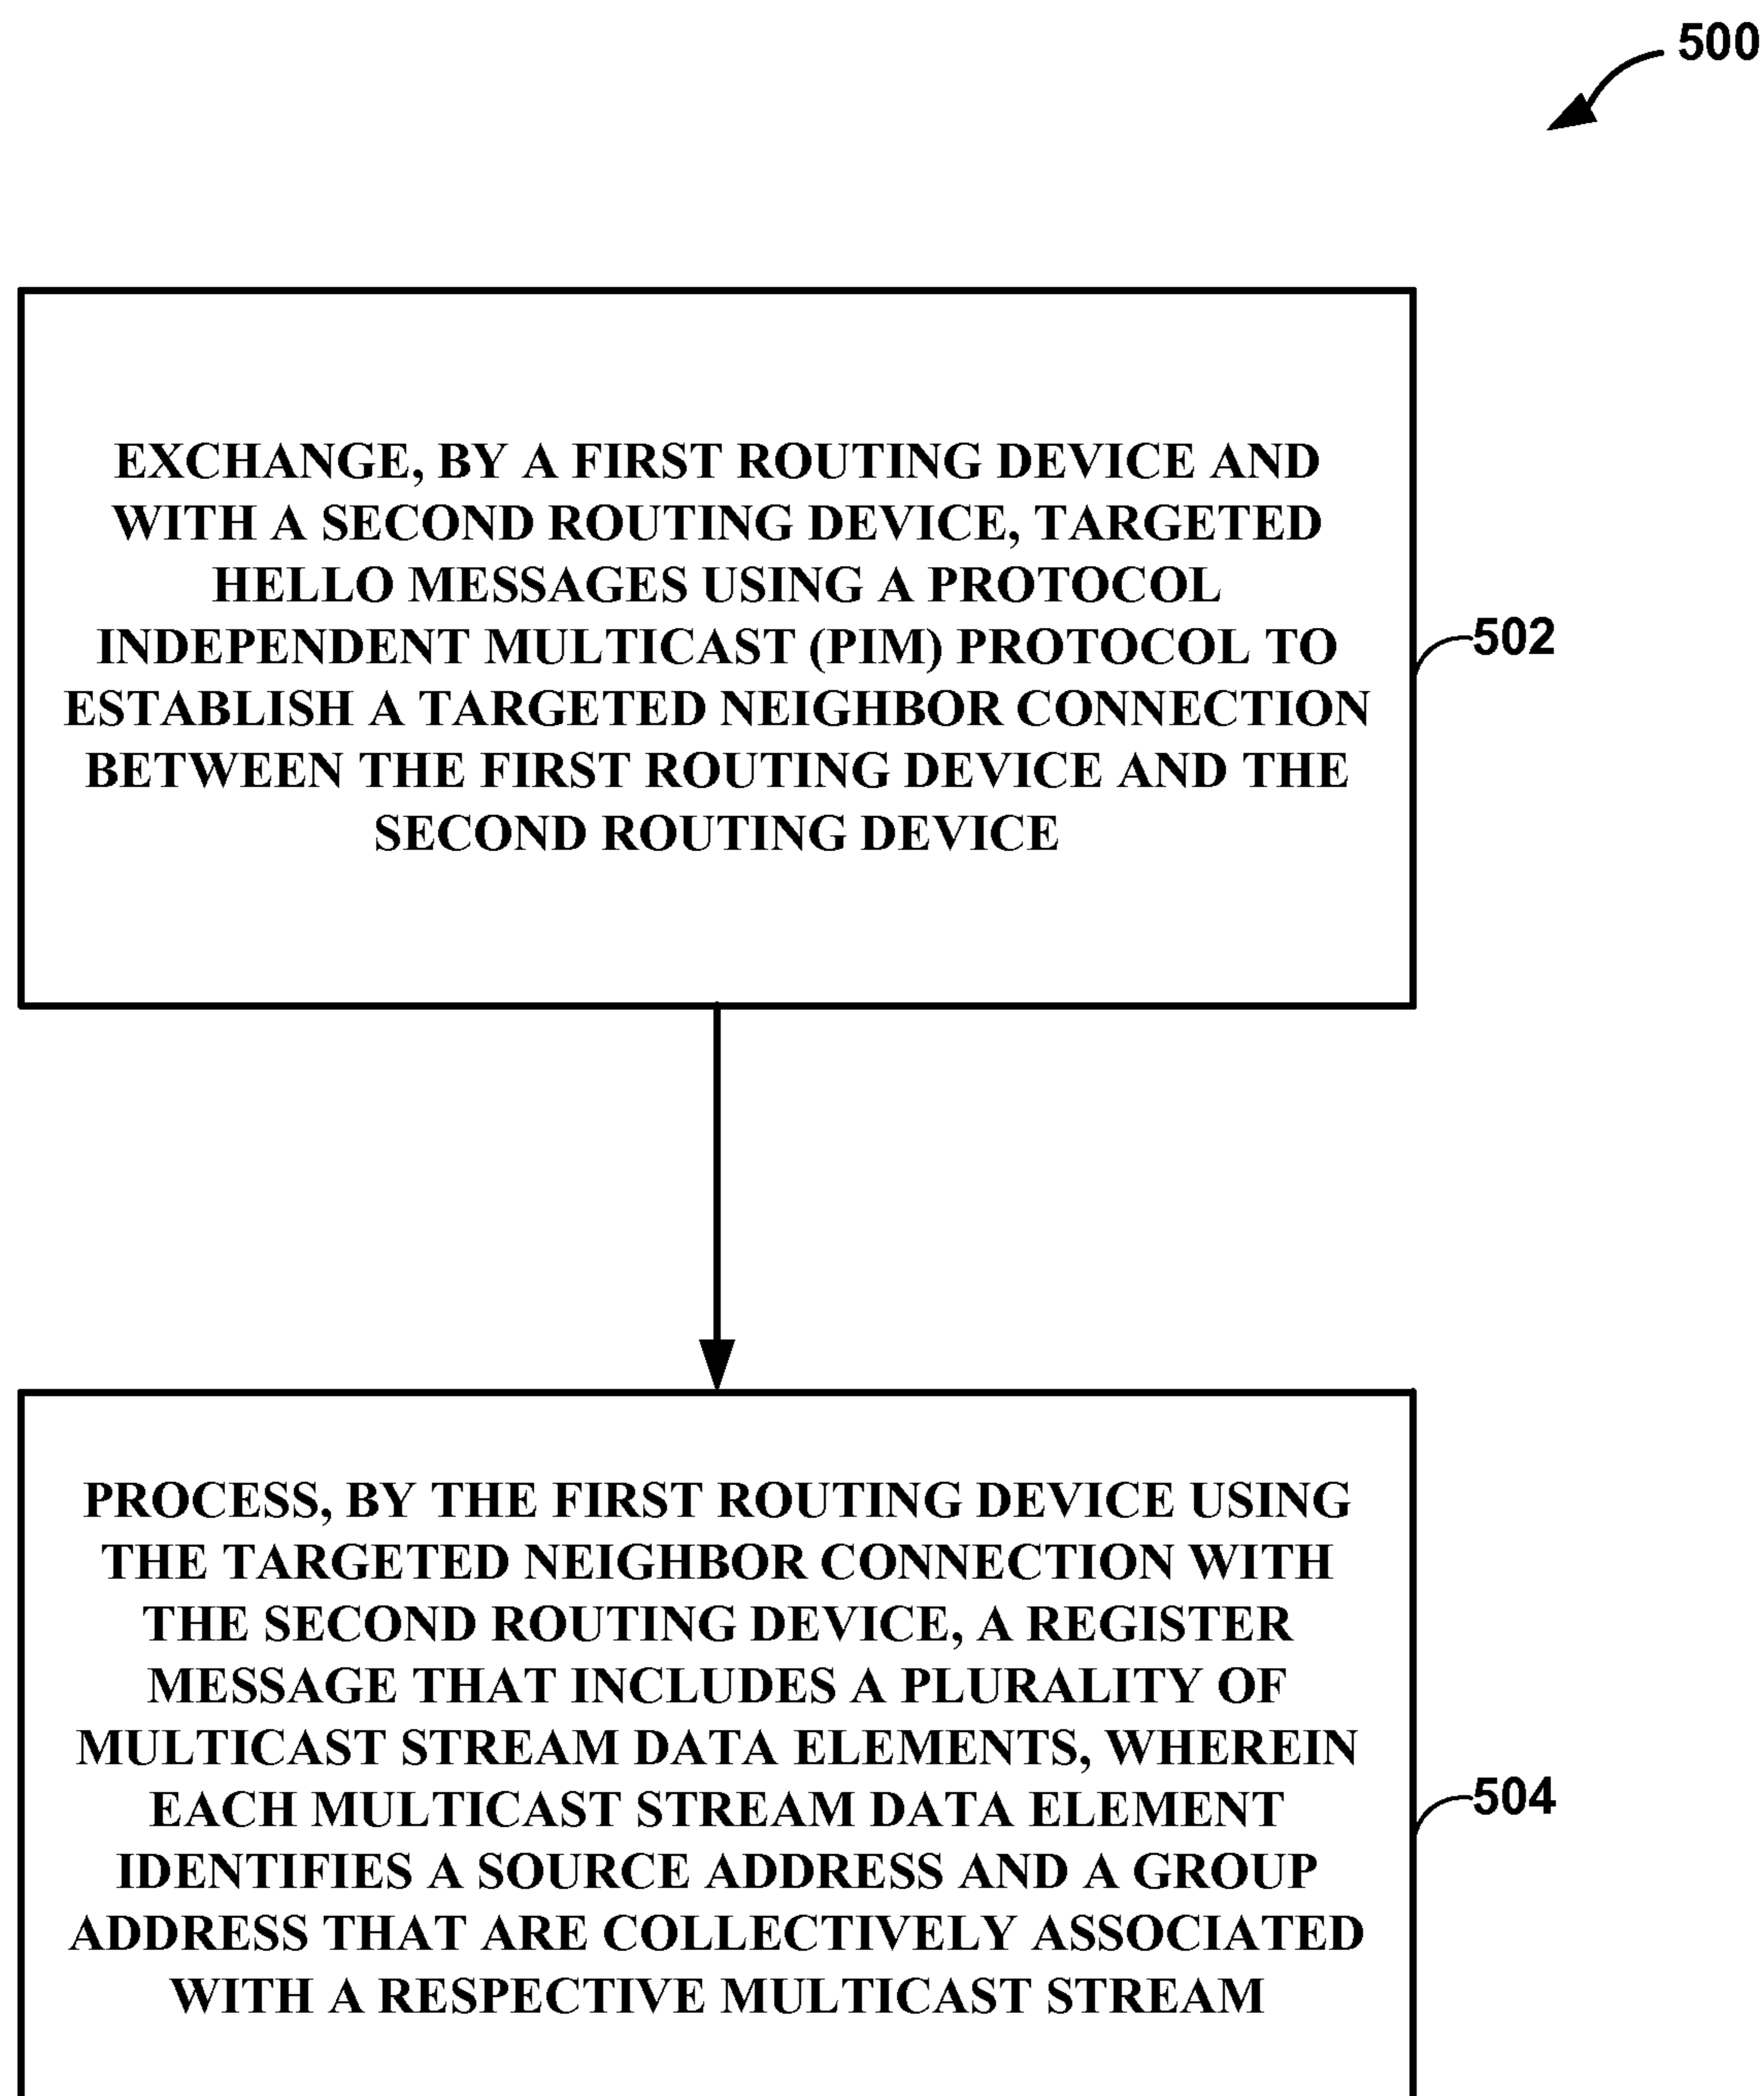 500
EXCHANGE, BY A FIRST ROUTING DEVICE AND
WITH A SECOND ROUTING DEVICE, TARGETED
HELLO MESSAGES USING A PROTOCOL
INDEPENDENT MULTICAST (PIM) PROTOCOL TO
ESTABLISH A TARGETED NEIGHBOR CONNECTION
BETWEEN THE FIRST ROUTING DEVICE AND THE
SECOND ROUTING DEVICE
502
PROCESS, BY THE FIRST ROUTING DEVICE USING
THE TARGETED NEIGHBOR CONNECTION WITH
THE SECOND ROUTING DEVICE, A REGISTER
MESSAGE THAT INCLUDES A PLURALITY OF
MULTICAST STREAM DATA ELEMENTS, WHEREIN
EACH MULTICAST STREAM DATA ELEMENT
IDENTIFIES A SOURCE ADDRESS AND A GROUP
ADDRESS THAT ARE COLLECTIVELY ASSOCIATED
WITH A RESPECTIVE MULTICAST STREAM
504